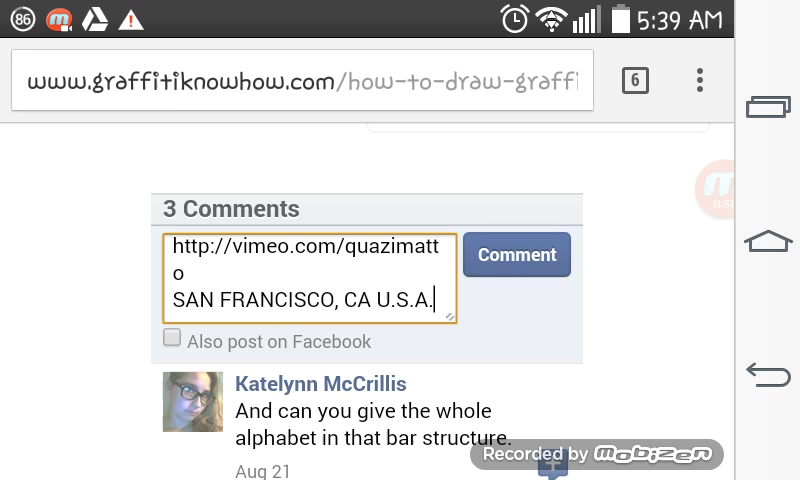 86 5:39 AM
www.graffitiknowhow.com/how-to-draw-graffi
6
13:57
3 Comments
http://vimeo.com/quazimatt
o
SAN FRANCISCO, CA U.S.A.
Comment
Also post on Facebook
Katelynn McCrillis
And can you give the whole
alphabet in that bar structure.
Recorded by mobizen
Aug 21